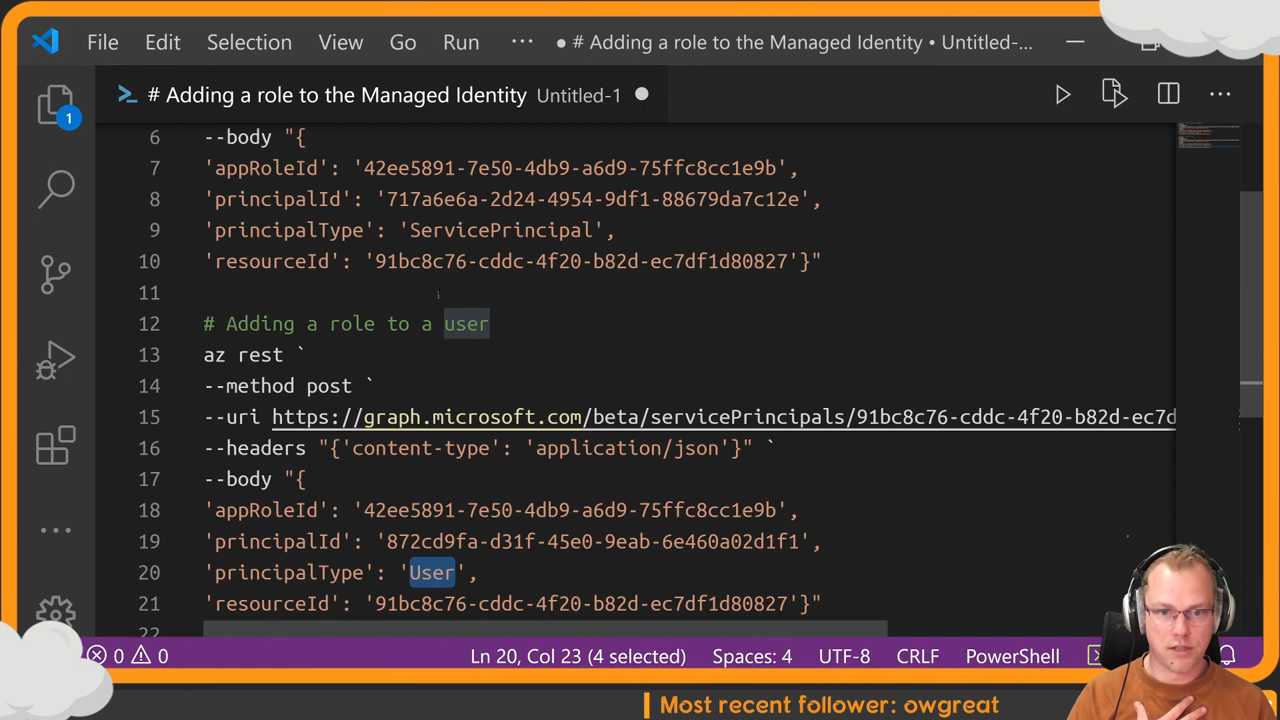 File Edit Selection View Go Run ··· ● # Adding a role to the Managed Identity • Untitled-...
# Adding a role to the Managed Identity Untitled-1
1
6 --body "{
7 'appRoleId': '42ee5891-7e50-4db9-a6d9-75ffc8cc1e9b',
8 'principalId': '717a6e6a-2d24-4954-9df1-88679da7c12e',
9 'principalType': 'ServicePrincipal',
10 'resourceId': '91bc8c76-cddc-4f20-b82d-ec7df1d80827'}"
11
12 # Adding a role to a user
13 az rest `
14 --method post `
15 --uri https://graph.microsoft.com/beta/servicePrincipals/91bc8c76-cddc-4f20-b82d-ec7d
16 --headers "{'content-type': 'application/json'}" `
17 --body "{
18 'appRoleId': '42ee5891-7e50-4db9-a6d9-75ffc8cc1e9b',
19 'principalId': '872cd9fa-d31f-45e0-9eab-6e460a02d1f1',
20 'principalType': 'User',
21 'resourceId': '91bc8c76-cddc-4f20-b82d-ec7df1d80827'}"
22
0 0 Ln 20, Col 23 (4 selected) Spaces: 4 UTF-8 CRLF PowerShell
Most recent follower: owgreat